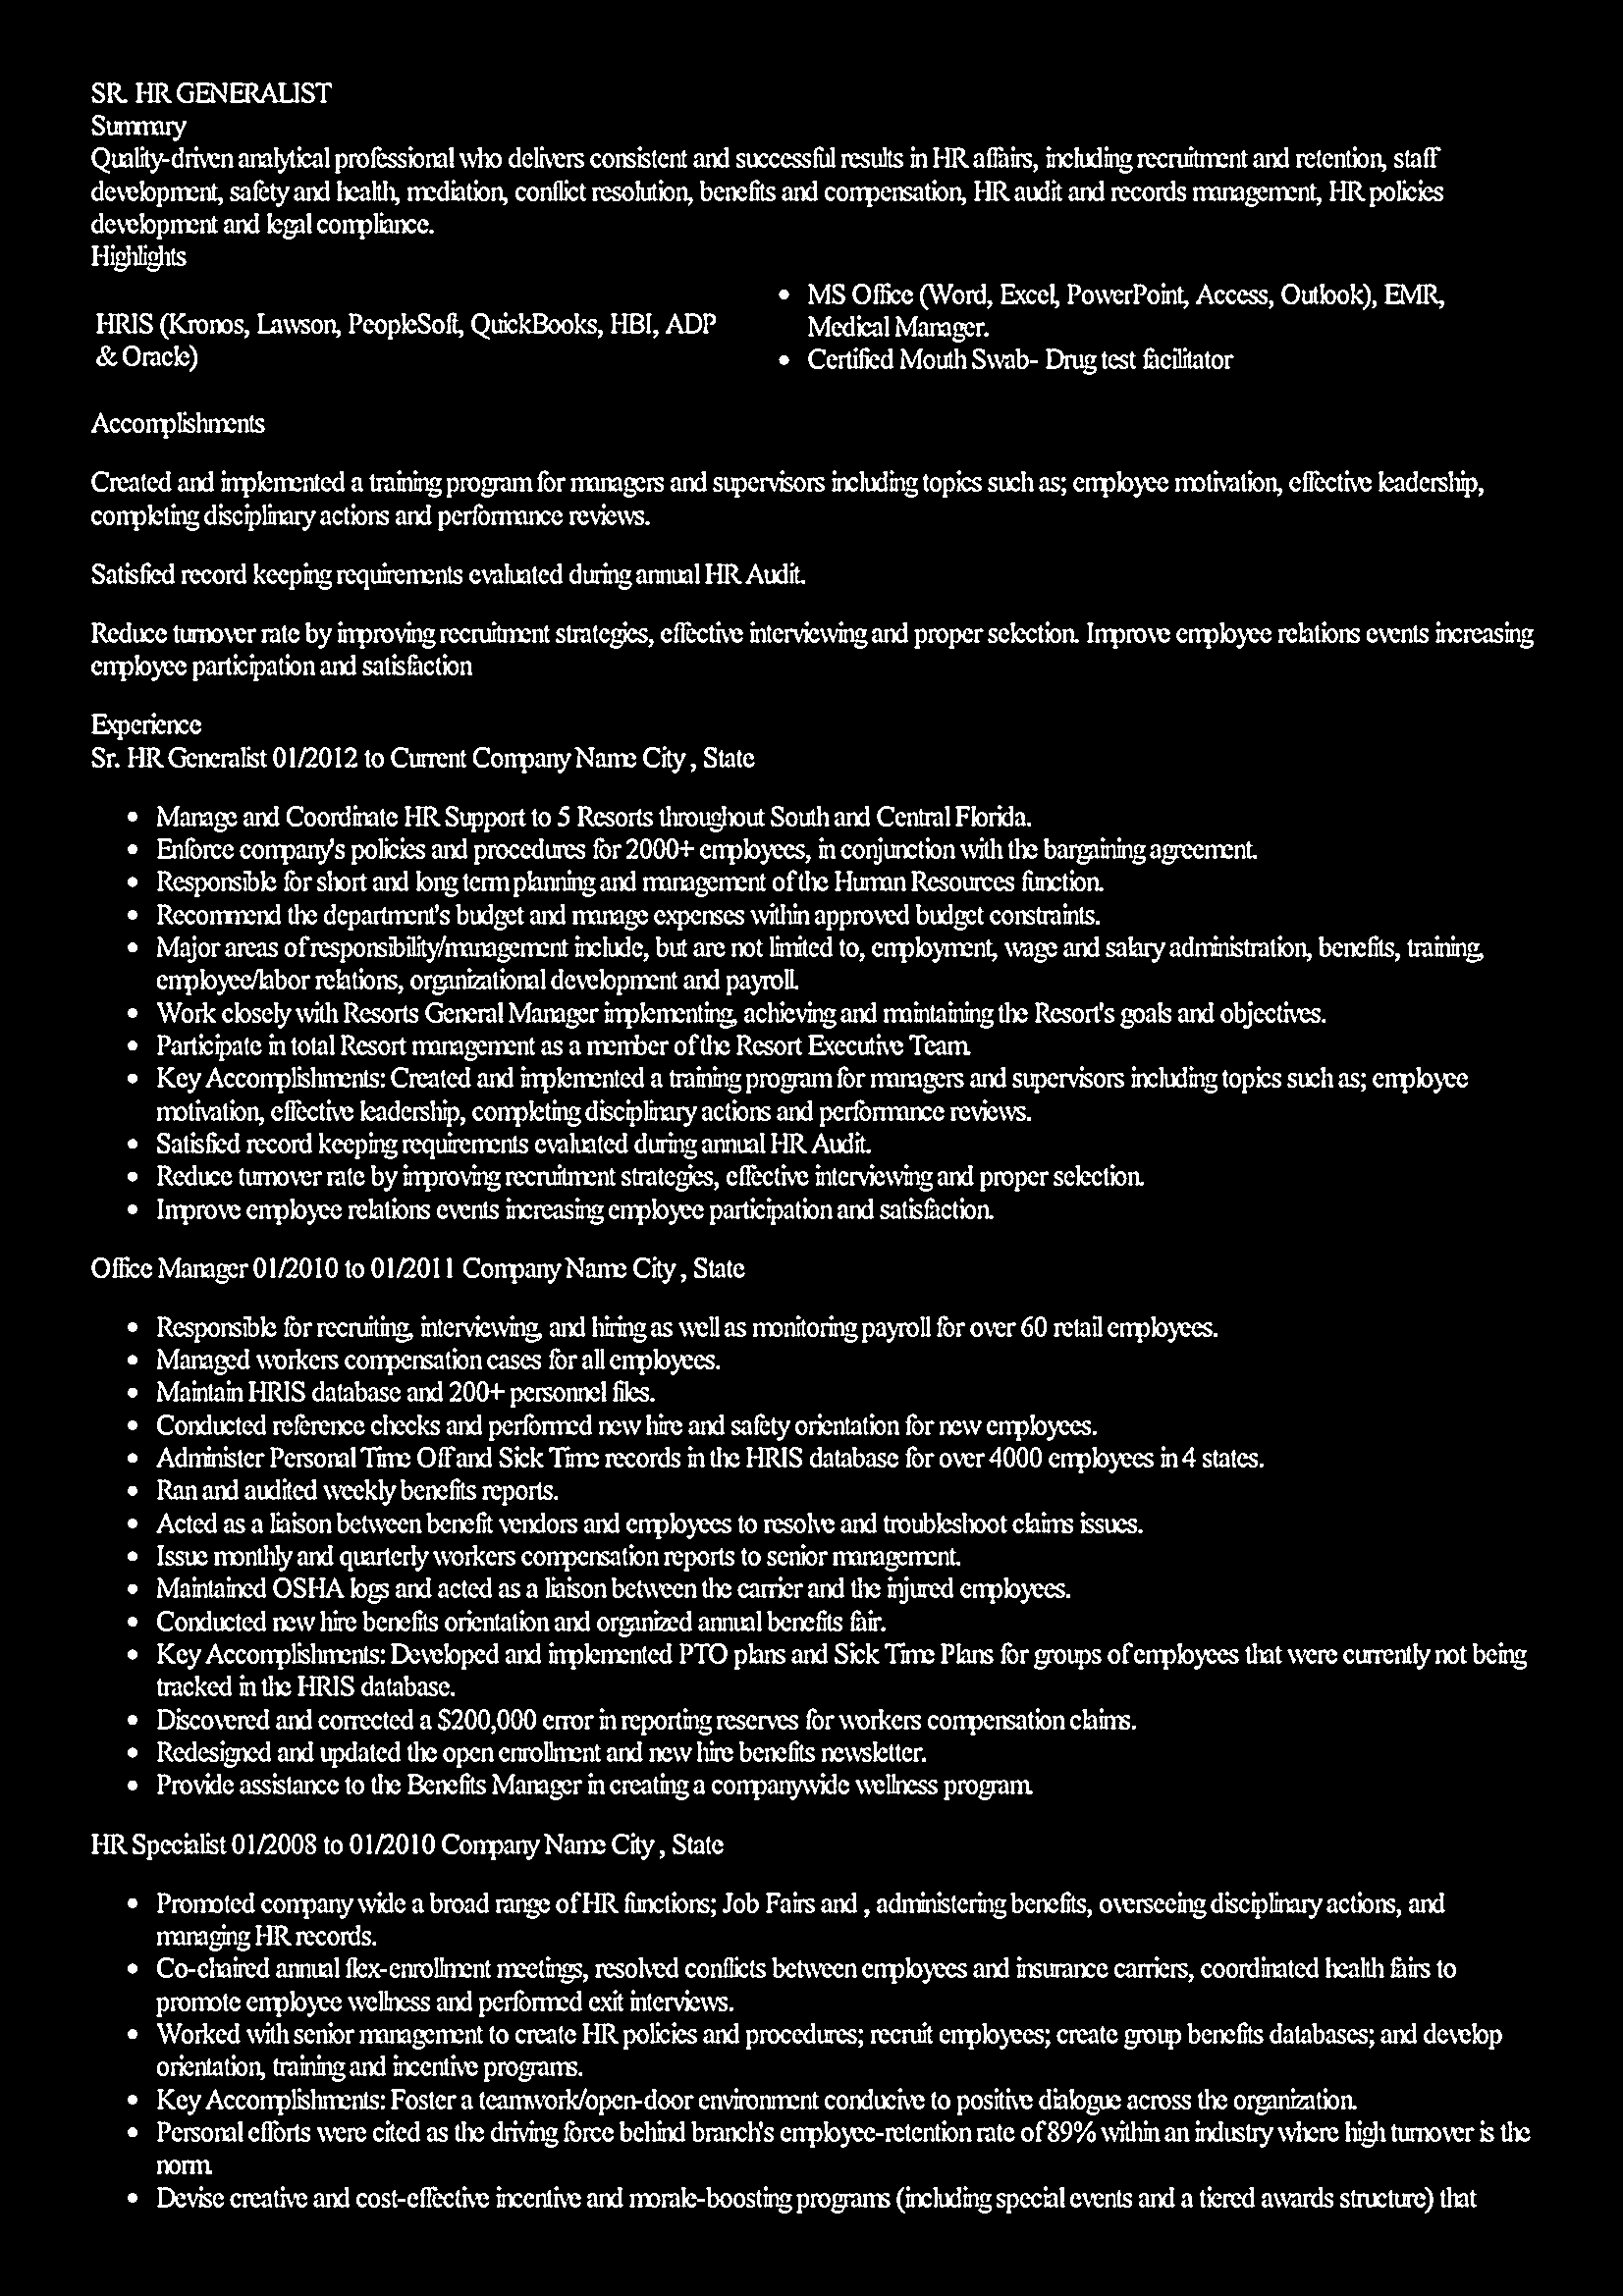 SR. HR GENERALIST
Summary
Quality-driven analytical professional who delivers consistent and successful results in HR affairs, including recruitment and retention, staff
development, safety and health, mediation, conflict resolution, benefits and compensation, HR audit and records management, HR policies
development and legal compliance.
Highlights
HRIS (Kronos, Lawson, PeopleSoft, QuickBooks, HBI, ADP
& Oracle)
• MS Office (Word, Excel, PowerPoint, Access, Outlook), EMR,
Medical Manager.
• Certified Mouth Swab- Drug test facilitator
Accomplishments
Created and implemented a training program for managers and supervisors including topics such as; employee motivation, effective leadership,
completing disciplinary actions and performance reviews.
Satisfied record keeping requirements evaluated during annual HR Audit.
Reduce turnover rate by improving recruitment strategies, effective interviewing and proper selection. Improve employee relations events increasing
employee participation and satisfaction
Experience
Sr. HR Generalist 01/2012 to Current Company Name City , State
• Manage and Coordinate HR Support to 5 Resorts throughout South and Central Florida.
• Enforce company's policies and procedures for 2000+ employees, in conjunction with the bargaining agreement.
• Responsible for short and long term planning and management of the Human Resources function.
• Recommend the department's budget and manage expenses within approved budget constraints.
• Major areas of responsibility/management include, but are not limited to, employment, wage and salary administration, benefits, training,
employee/labor relations, organizational development and payroll.
• Work closely with Resorts General Manager implementing, achieving and maintaining the Resort's goals and objectives.
• Participate in total Resort management as a member of the Resort Executive Team.
• Key Accomplishments: Created and implemented a training program for managers and supervisors including topics such as; employee
motivation, effective leadership, completing disciplinary actions and performance reviews.
• Satisfied record keeping requirements evaluated during annual HR Audit.
• Reduce turnover rate by improving recruitment strategies, effective interviewing and proper selection.
• Improve employee relations events increasing employee participation and satisfaction.
Office Manager 01/2010 to 01/2011 Company Name City , State
• Responsible for recruiting, interviewing, and hiring as well as monitoring payroll for over 60 retail employees.
• Managed workers compensation cases for all employees.
• Maintain HRIS database and 200+ personnel files.
• Conducted reference checks and performed new hire and safety orientation for new employees.
• Administer Personal Time Off and Sick Time records in the HRIS database for over 4000 employees in 4 states.
• Ran and audited weekly benefits reports.
• Acted as a liaison between benefit vendors and employees to resolve and troubleshoot claims issues.
• Issue monthly and quarterly workers compensation reports to senior management.
• Maintained OSHA logs and acted as a liaison between the carrier and the injured employees.
• Conducted new hire benefits orientation and organized annual benefits fair.
• Key Accomplishments: Developed and implemented PTO plans and Sick Time Plans for groups of employees that were currently not being
tracked in the HRIS database.
• Discovered and corrected a $200,000 error in reporting reserves for workers compensation claims.
• Redesigned and updated the open enrollment and new hire benefits newsletter.
• Provide assistance to the Benefits Manager in creating a companywide wellness program.
HR Specialist 01/2008 to 01/2010 Company Name City , State
• Promoted company wide a broad range of HR functions; Job Fairs and , administering benefits, overseeing disciplinary actions, and
managing HR records.
• Co-chaired annual flex-enrollment meetings, resolved conflicts between employees and insurance carriers, coordinated health fairs to
promote employee wellness and performed exit interviews.
• Worked with senior management to create HR policies and procedures; recruit employees; create group benefits databases; and develop
orientation, training and incentive programs.
• Key Accomplishments: Foster a teamwork/open-door environment conducive to positive dialogue across the organization.
• Personal efforts were cited as the driving force behind branch's employee-retention rate of 89% within an industry where high turnover is the
norm.
• Devise creative and cost-effective incentive and morale-boosting programs (including special events and a tiered awards structure) that